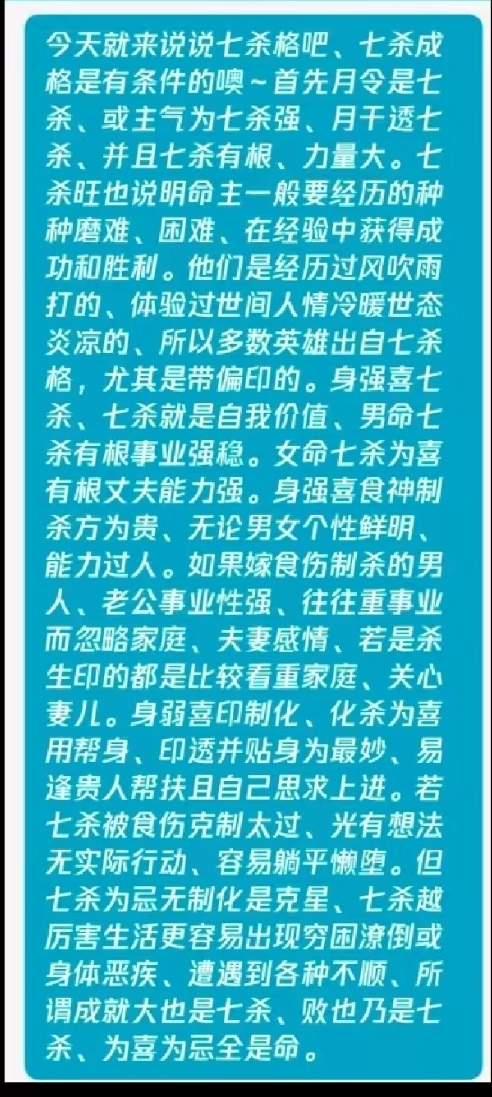 今天就来说说七杀格吧、七杀成
格是有条件的噢~首先月令是七
杀、或主气为七杀强、月干透七
杀、并且七杀有根、力量大。七
杀旺也说明命主一般要经历的种
种磨难、困难、在经验中获得成
功和胜利。他们是经历过风吹雨
打的、体验过世间人情冷暖世态
炎凉的、所以多数英雄出自七杀
格，尤其是带偏印的。身强喜七
杀、七杀就是自我价值、男命七
杀有根事业强稳。女命七杀为喜
有根丈夫能力强。身强喜食神制
杀方为贵、无论男女个性鲜明、
能力过人。如果嫁食伤制杀的男
人、老公事业性强、往往重事业
而忽略家庭、夫妻感情、若是杀
生印的都是比较看重家庭、关心
妻儿。身弱喜印制化、化杀为喜
用帮身、印透并贴身为最妙、易
逢贵人帮扶且自己思求上进。若
七杀被食伤克制太过、光有想法
无实际行动、容易躺平懒堕。但
七杀为忌无制化是克星、七杀越
厉害生活更容易出现穷困潦倒或
身体恶疾、遭遇到各种不顺、所
谓成就大也是七杀、败也乃是七
杀、为喜为忌全是命。